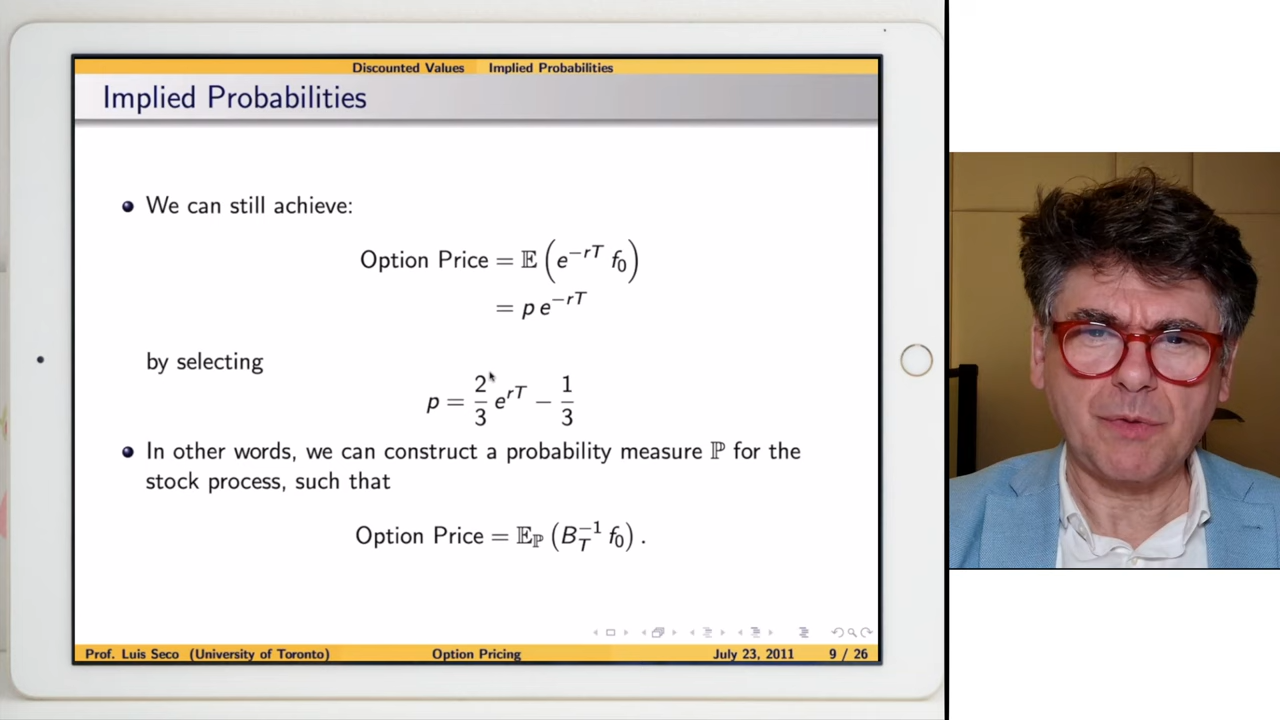 Discounted Values Implied Probabilities
Implied Probabilities
We can still achieve:
Option Price = 𝔼 (e^{−rT} f₀)
= p e^{−rT}
by selecting
p = 2/3 e^{rT} − 1/3
In other words, we can construct a probability measure ℙ for the
stock process, such that
Option Price = 𝔼_ℙ (B_T^{−1} f₀) .
Prof. Luis Seco (University of Toronto) Option Pricing July 23, 2011 9 / 26